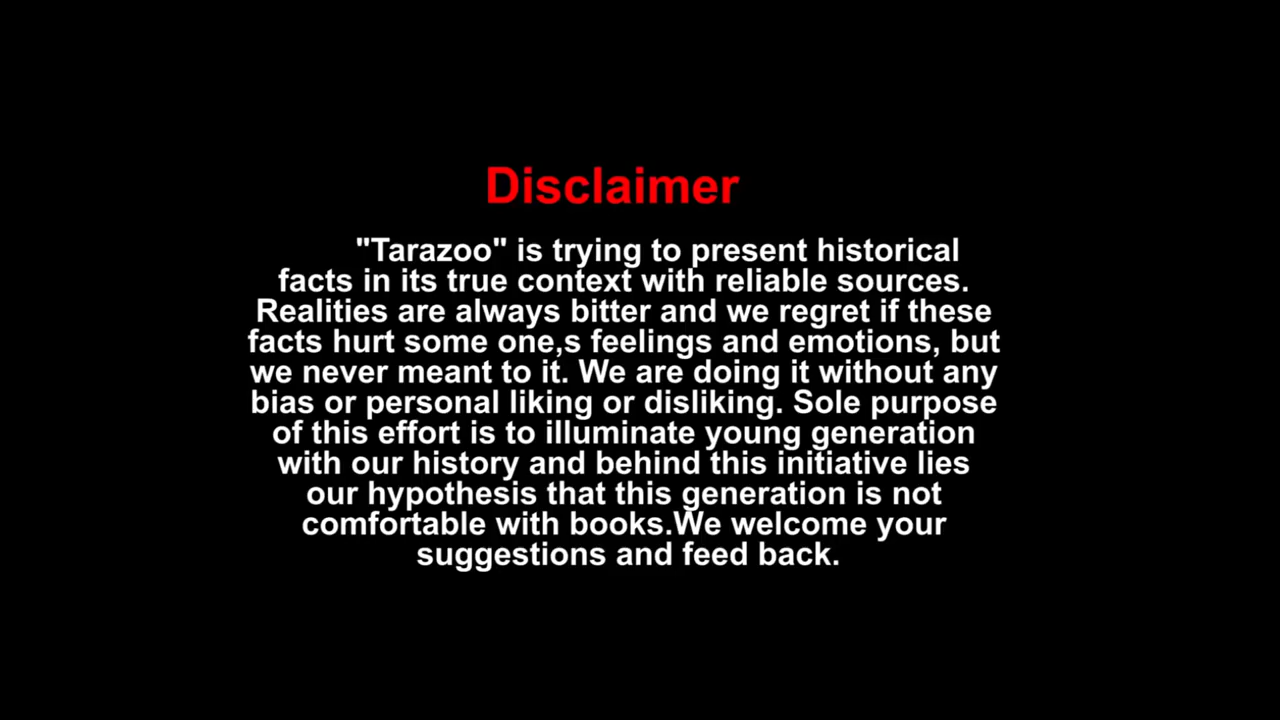 Disclaimer
"Tarazoo" is trying to present historical
facts in its true context with reliable sources.
Realities are always bitter and we regret if these
facts hurt some one,s feelings and emotions, but
we never meant to it. We are doing it without any
bias or personal liking or disliking. Sole purpose
of this effort is to illuminate young generation
with our history and behind this initiative lies
our hypothesis that this generation is not
comfortable with books.We welcome your
suggestions and feed back.